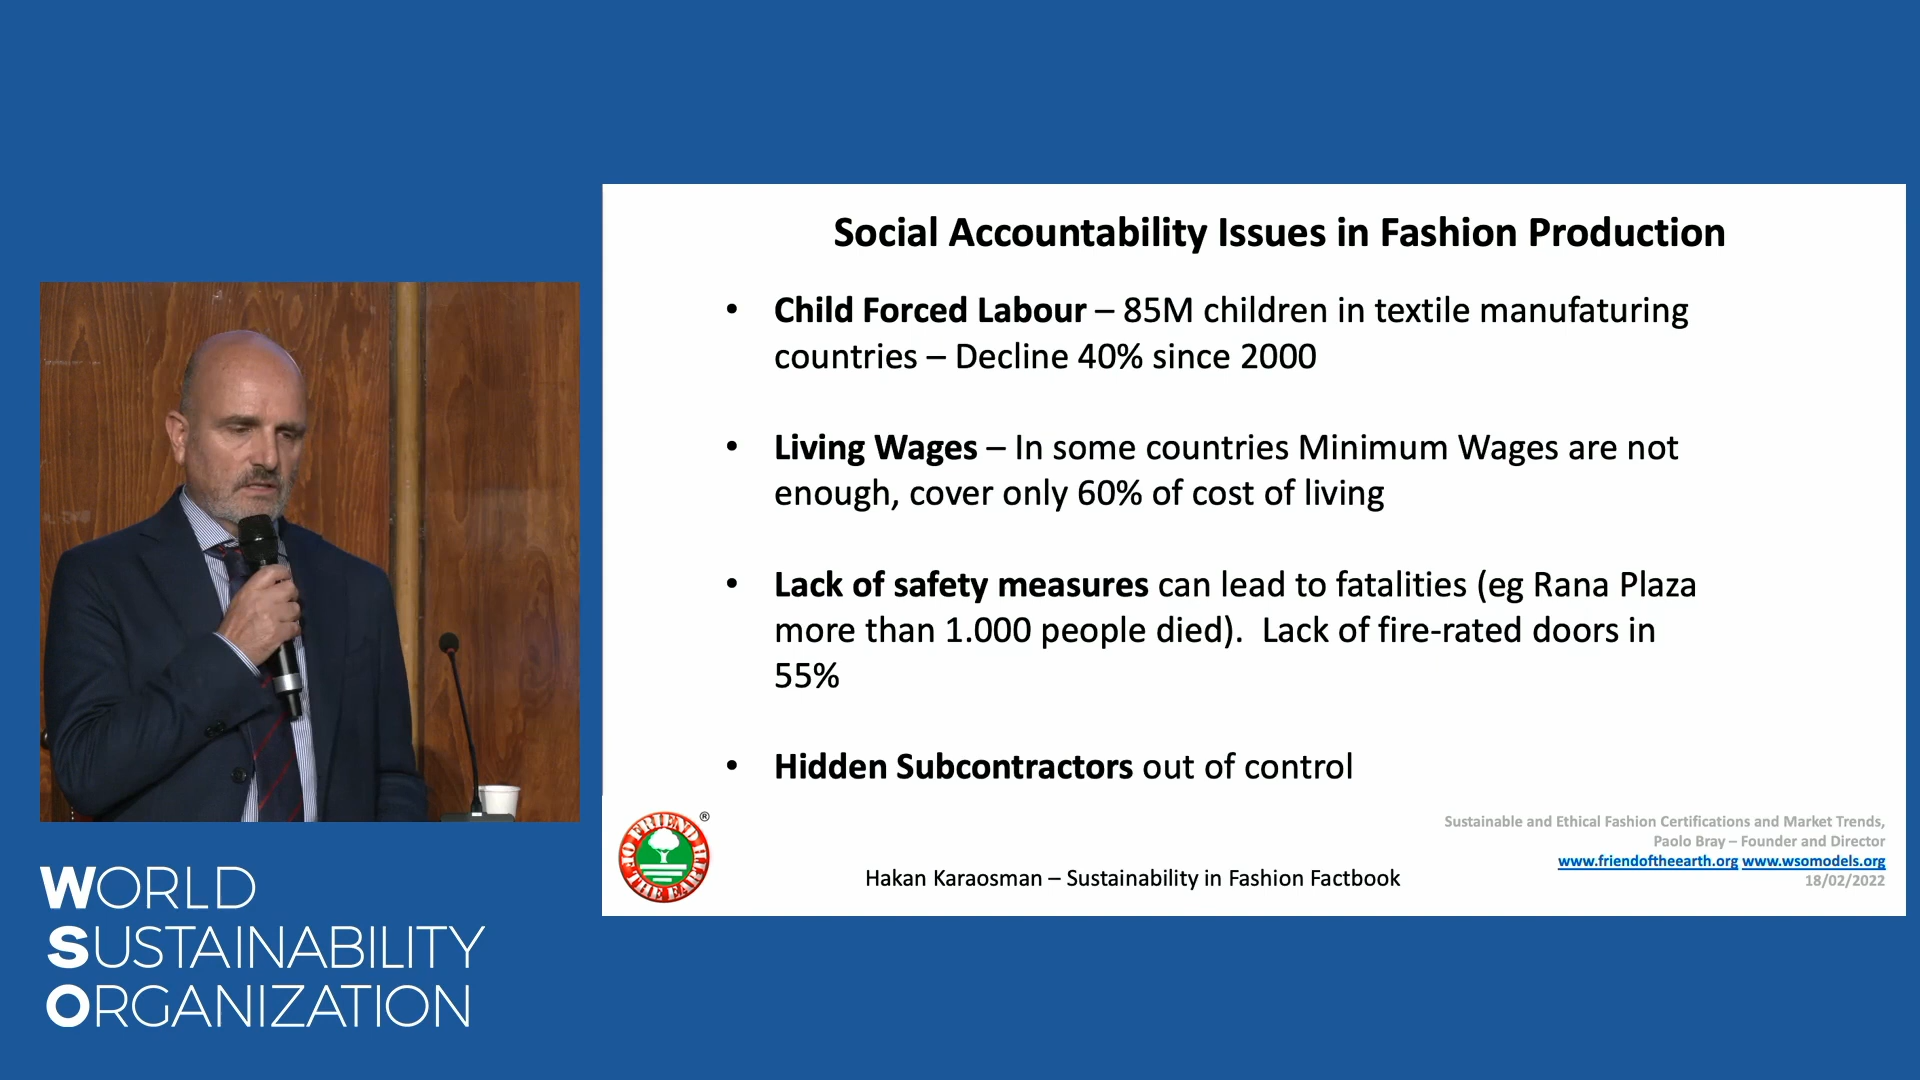 Social Accountability Issues in Fashion Production
• Child Forced Labour – 85M children in textile manufaturing
countries – Decline 40% since 2000
• Living Wages – In some countries Minimum Wages are not
enough, cover only 60% of cost of living
• Lack of safety measures can lead to fatalities (eg Rana Plaza
more than 1.000 people died).  Lack of fire-rated doors in
55%
• Hidden Subcontractors out of control
FRIEND OF THE EARTH ®
Hakan Karaosman – Sustainability in Fashion Factbook
Sustainable and Ethical Fashion Certifications and Market Trends,
Paolo Bray – Founder and Director
www.friendoftheearth.org www.wsomodels.org
18/02/2022
WORLD
SUSTAINABILITY
ORGANIZATION